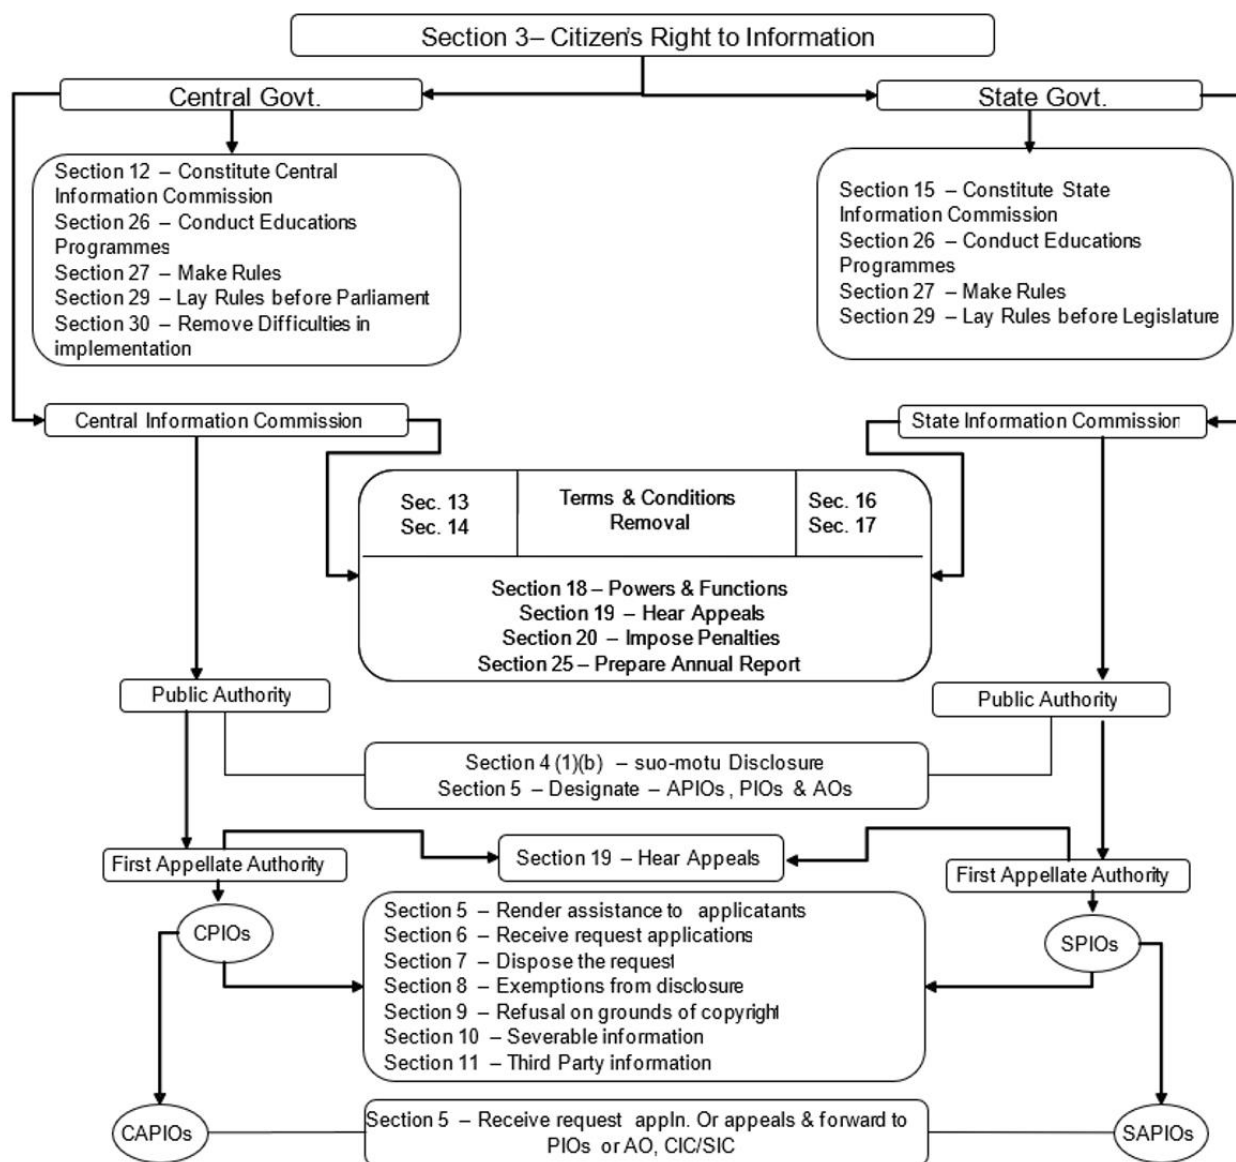 Section 3– Citizen's Right to Information
Central Govt.
State Govt.
Section 12 – Constitute Central
Information Commission
Section 26 – Conduct Educations
Programmes
Section 27 – Make Rules
Section 29 – Lay Rules before Parliament
Section 30 – Remove Difficulties in
implementation
Section 15 – Constitute State
Information Commission
Section 26 – Conduct Educations
Programmes
Section 27 – Make Rules
Section 29 – Lay Rules before Legislature
Central Information Commission
State Information Commission
Sec. 13
Sec. 14
Terms & Conditions
Removal
Sec. 16
Sec. 17
Section 18 – Powers & Functions
Section 19 – Hear Appeals
Section 20 – Impose Penalties
Section 25 – Prepare Annual Report
Public Authority
Public Authority
Section 4 (1)(b) – suo-motu Disclosure
Section 5 – Designate – APIOs, PIOs & AOs
First Appellate Authority
Section 19 – Hear Appeals
First Appellate Authority
CPIOs
SPIOs
Section 5 – Render assistance to applicatants
Section 6 – Receive request applications
Section 7 – Dispose the request
Section 8 – Exemptions from disclosure
Section 9 – Refusal on grounds of copyright
Section 10 – Severable information
Section 11 – Third Party information
CAPIOs
Section 5 – Receive request appln. Or appeals & forward to
PIOs or AO, CIC/SIC
SAPIOs